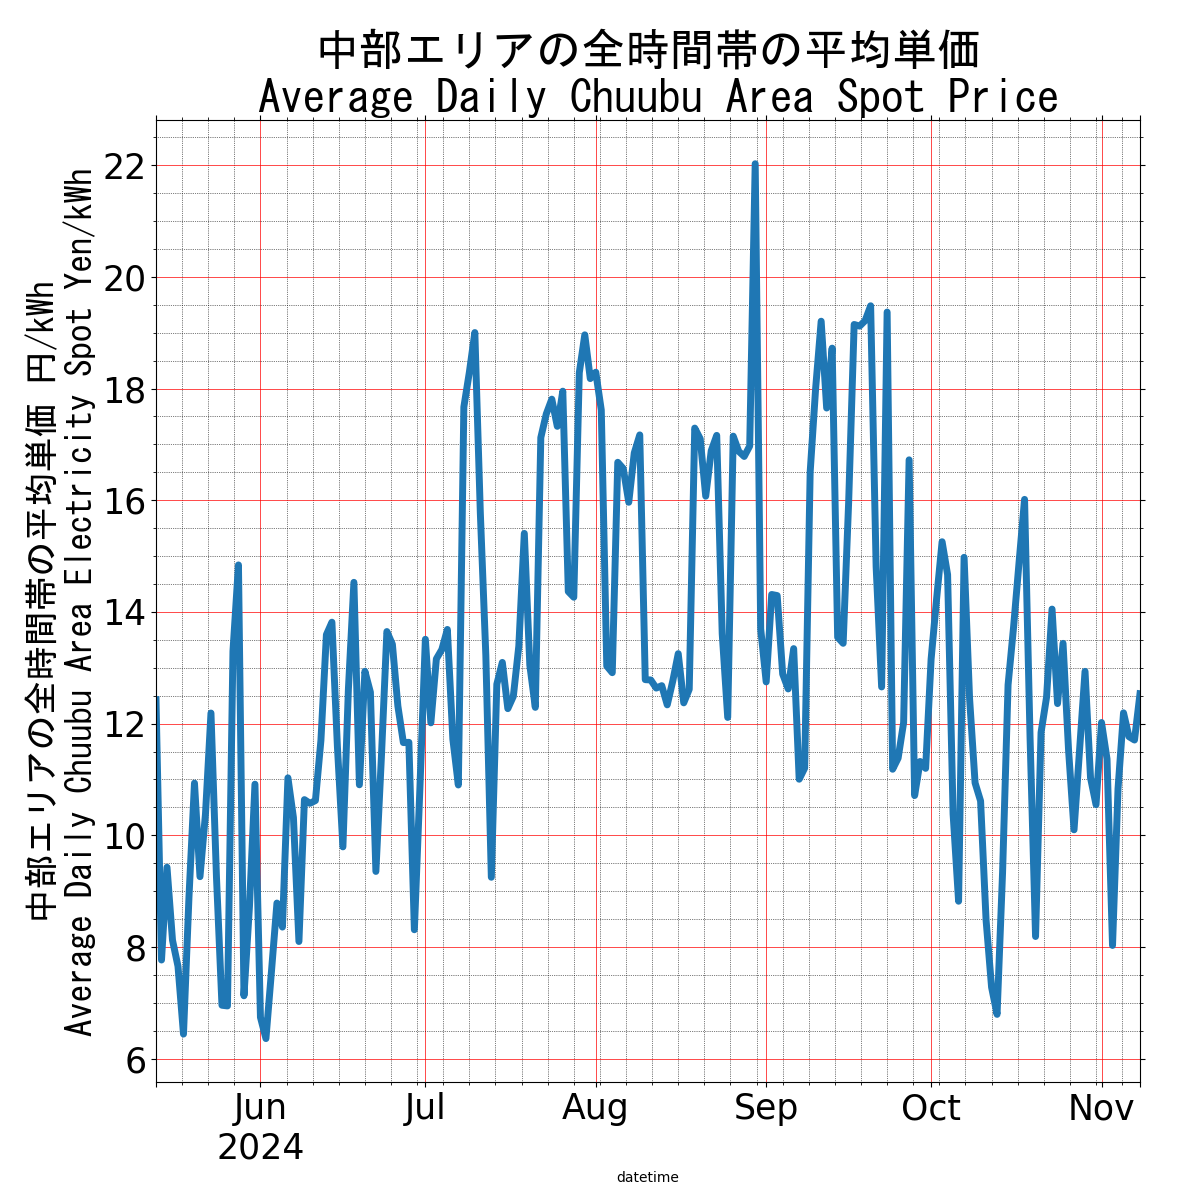 中部エリアの全時間帯の平均単価
Average Daily Chuubu Area Spot Price
中部エリアの全時間帯の平均単価 円/kWh
Average Daily Chuubu Area Electricity Spot Yen/kWh
22
20
18
16
14
12
10
8
6
Jun Jul Aug Sep Oct Nov
2024
datetime